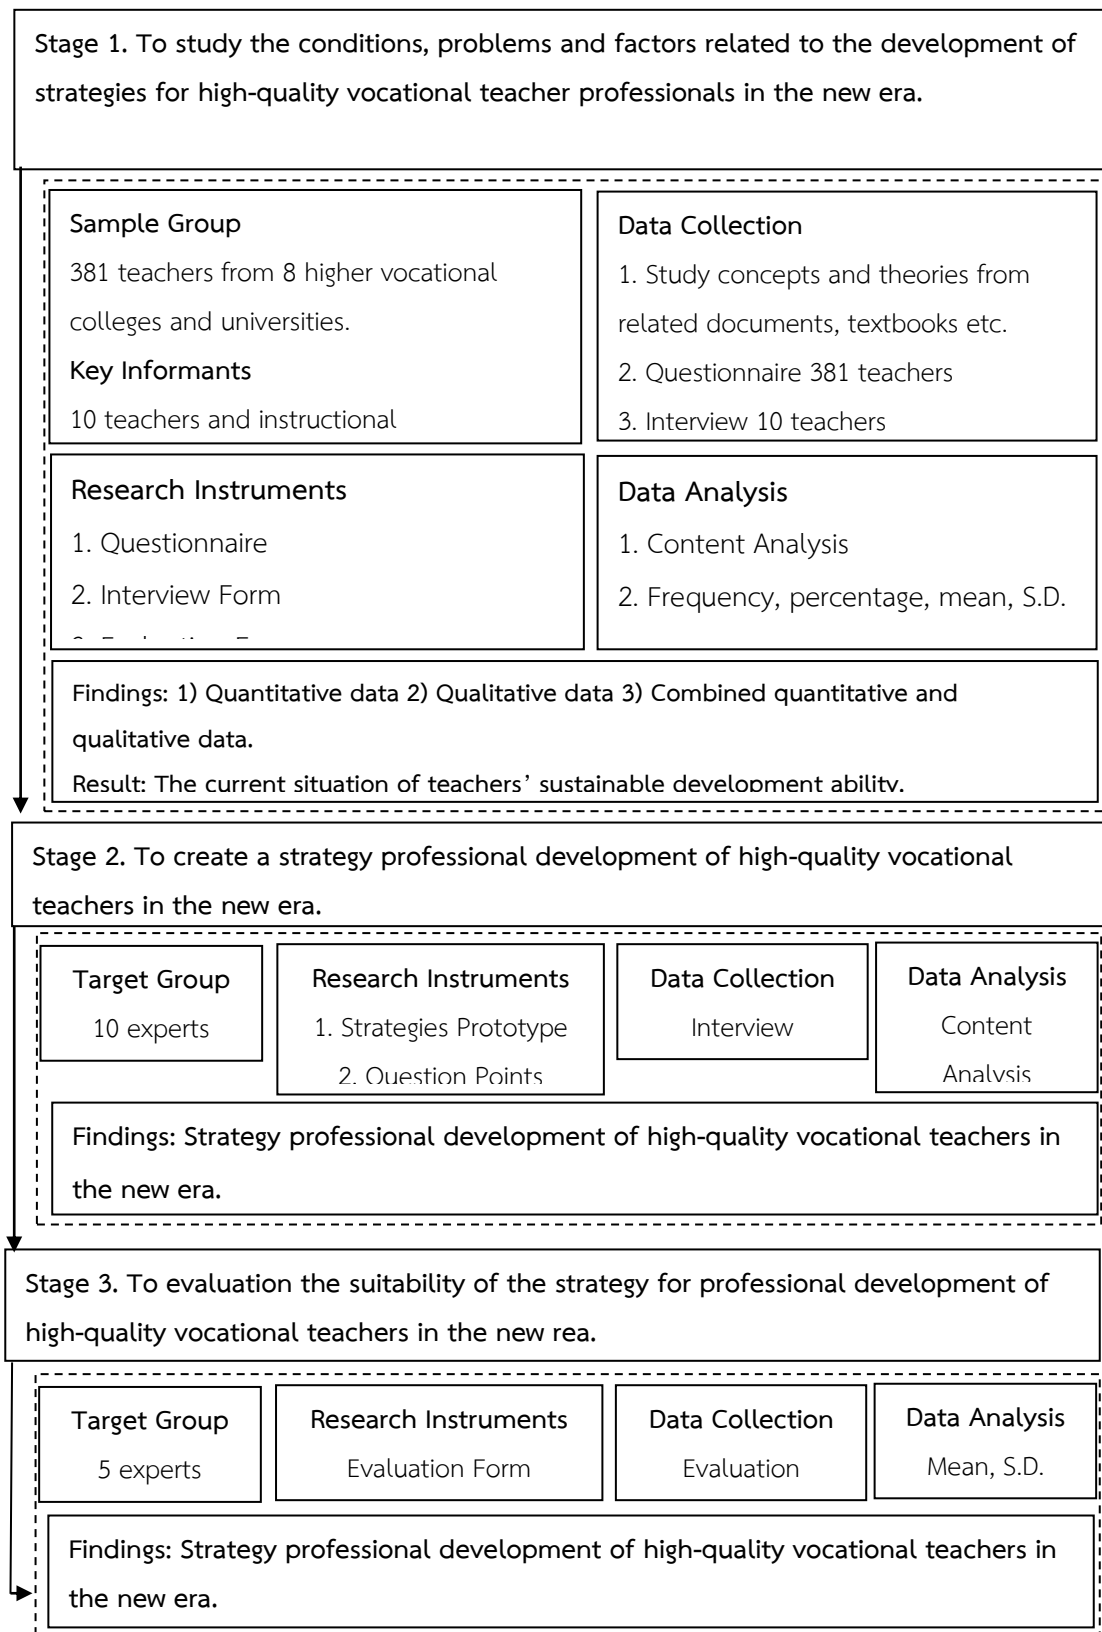 Stage 1. To study the conditions, problems and factors related to the development of
strategies for high-quality vocational teacher professionals in the new era.
Sample Group
381 teachers from 8 higher vocational
colleges and universities.
Key Informants
10 teachers and instructional
Data Collection
1. Study concepts and theories from
related documents, textbooks etc.
2. Questionnaire 381 teachers
3. Interview 10 teachers
Research Instruments
1. Questionnaire
2. Interview Form
Data Analysis
1. Content Analysis
2. Frequency, percentage, mean, S.D.
Findings: 1) Quantitative data 2) Qualitative data 3) Combined quantitative and
qualitative data.
Result: The current situation of teachers’ sustainable development ability.
Stage 2. To create a strategy professional development of high-quality vocational
teachers in the new era.
Target Group
10 experts
Research Instruments
1. Strategies Prototype
2. Question Points
Data Collection
Interview
Data Analysis
Content
Analysis
Findings: Strategy professional development of high-quality vocational teachers in
the new era.
Stage 3. To evaluation the suitability of the strategy for professional development of
high-quality vocational teachers in the new rea.
Target Group
5 experts
Research Instruments
Evaluation Form
Data Collection
Evaluation
Data Analysis
Mean, S.D.
Findings: Strategy professional development of high-quality vocational teachers in
the new era.